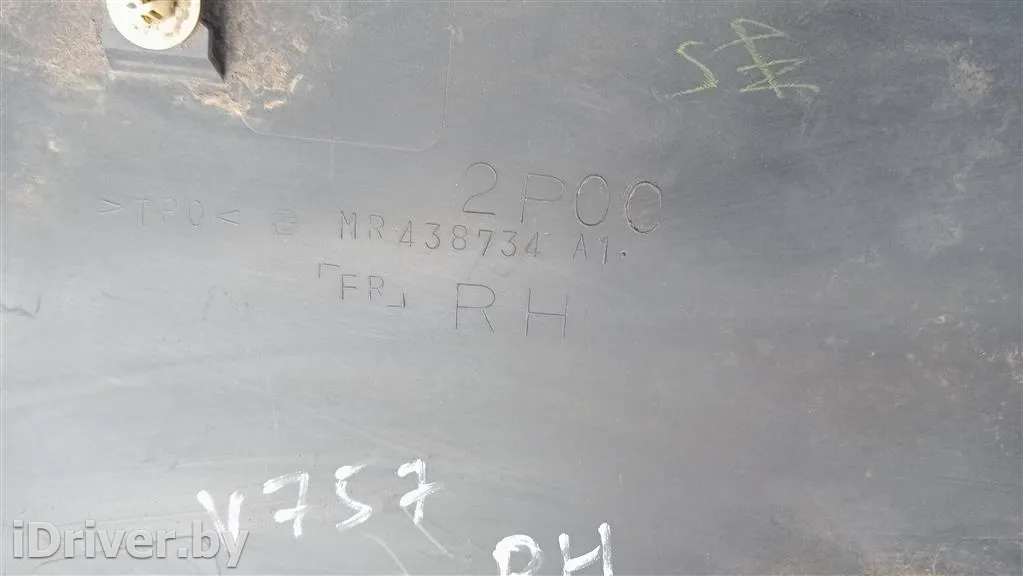 2P00
>TPO< MR438734 A1.
「FR」 RH
V757
RH
iDriver.by